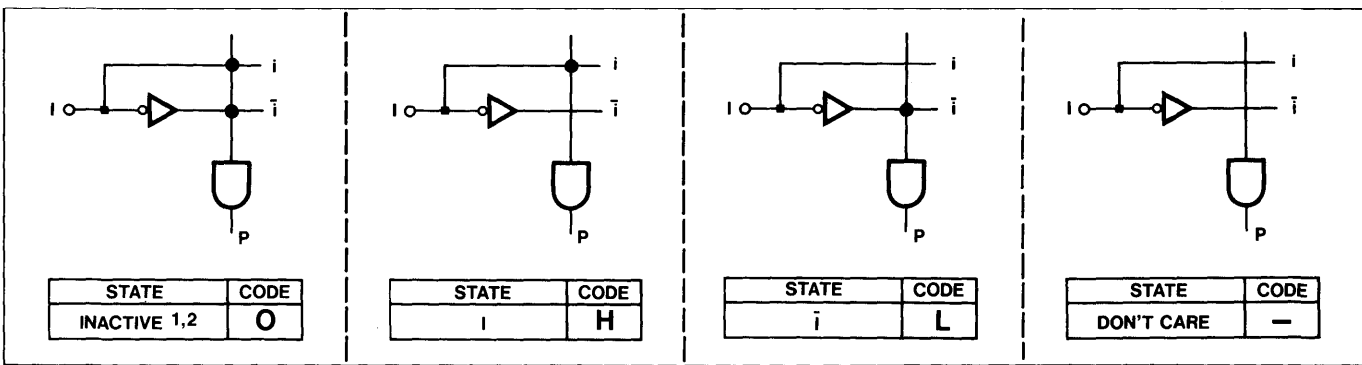 i
I
i̅
P
STATE CODE
INACTIVE 1,2 O
i
I
i̅
P
STATE CODE
I H
i
I
i̅
P
STATE CODE
i̅ L
i
I
i̅
P
STATE CODE
DON'T CARE —